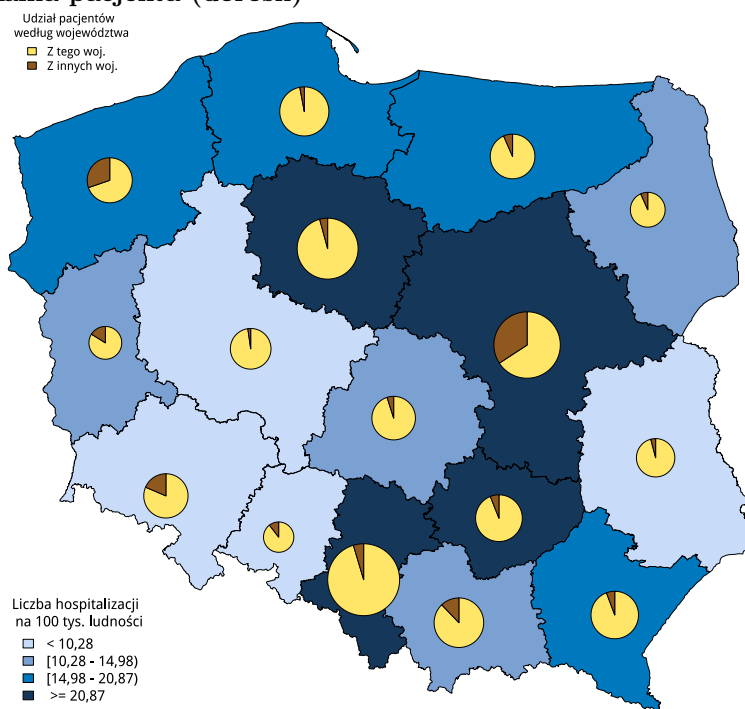 Udział pacjentów
według województwa
Z tego woj.
Z innych woj.
Liczba hospitalizacji
na 100 tys. ludności
< 10,28
[10,28 - 14,98)
[14,98 - 20,87)
>= 20,87